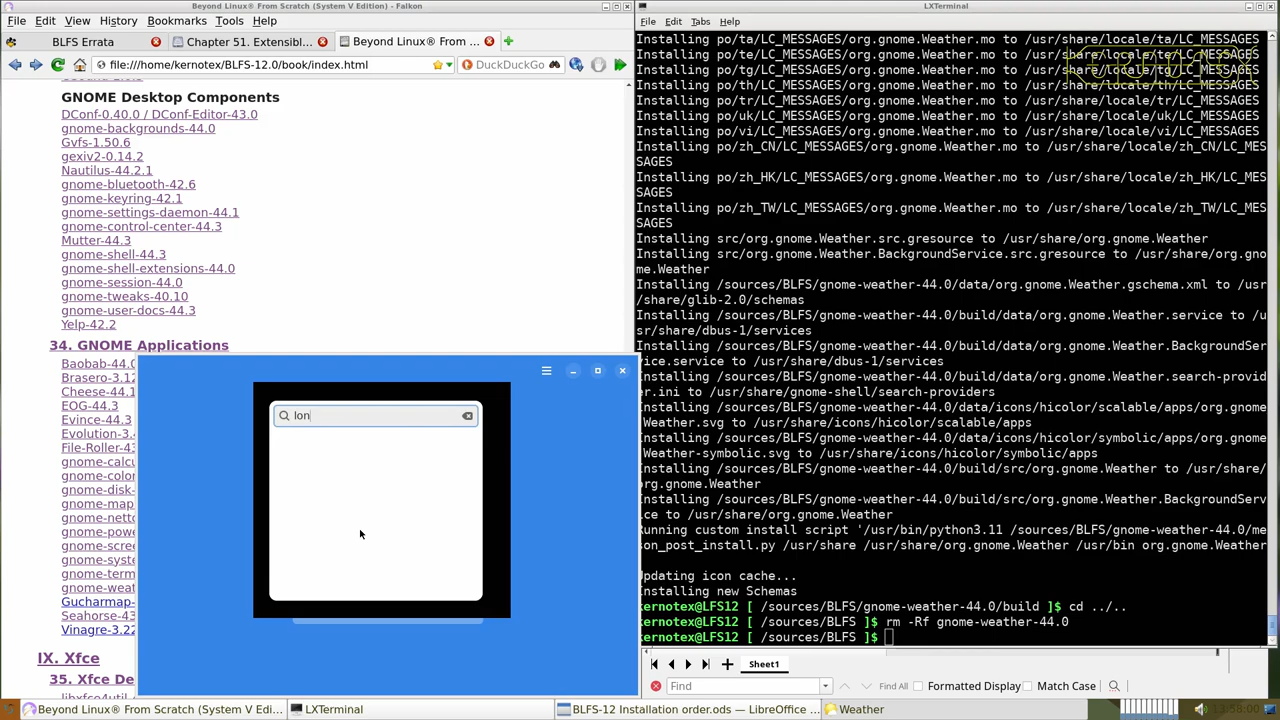 Beyond Linux® From Scratch (System V Edition) - Falkon
File Edit View History Bookmarks Tools Help
BLFS Errata
Chapter 51. Extensibl...
Beyond Linux® From ...
file:///home/kernotex/BLFS-12.0/book/index.html
DuckDuckGo
GNOME Desktop Components
DConf-0.40.0 / DConf-Editor-43.0
gnome-backgrounds-44.0
Gvfs-1.50.6
gexiv2-0.14.2
Nautilus-44.2.1
gnome-bluetooth-42.6
gnome-keyring-42.1
gnome-settings-daemon-44.1
gnome-control-center-44.3
Mutter-44.3
gnome-shell-44.3
gnome-shell-extensions-44.0
gnome-session-44.0
gnome-tweaks-40.10
gnome-user-docs-44.3
Yelp-42.2
34. GNOME Applications
Baobab-44.0
Brasero-3.12
Cheese-44.
EOG-44.3
Evince-44.3
Evolution-3.
File-Roller-43
gnome-calcu
gnome-color
gnome-disk-
gnome-map
gnome-nettc
gnome-powe
gnome-scree
gnome-syste
gnome-term
gnome-weat
Gucharmap-
Seahorse-43
Vinagre-3.22
IX. Xfce
35. Xfce De
lon
LXTerminal
File Edit Tabs Help
Installing po/ta/LC_MESSAGES/org.gnome.Weather.mo to /usr/share/locale/ta/LC_MESSAGES
Installing po/te/LC_MESSAGES/org.gnome.Weather.mo to /usr/share/locale/te/LC_MESSAGES
Installing po/tg/LC_MESSAGES/org.gnome.Weather.mo to /usr/share/locale/tg/LC_MESSAGES
Installing po/th/LC_MESSAGES/org.gnome.Weather.mo to /usr/share/locale/th/LC_MESSAGES
Installing po/tr/LC_MESSAGES/org.gnome.Weather.mo to /usr/share/locale/tr/LC_MESSAGES
Installing po/uk/LC_MESSAGES/org.gnome.Weather.mo to /usr/share/locale/uk/LC_MESSAGES
Installing po/vi/LC_MESSAGES/org.gnome.Weather.mo to /usr/share/locale/vi/LC_MESSAGES
Installing po/zh_CN/LC_MESSAGES/org.gnome.Weather.mo to /usr/share/locale/zh_CN/LC_MES
SAGES
Installing po/zh_HK/LC_MESSAGES/org.gnome.Weather.mo to /usr/share/locale/zh_HK/LC_MES
SAGES
Installing po/zh_TW/LC_MESSAGES/org.gnome.Weather.mo to /usr/share/locale/zh_TW/LC_MES
SAGES
Installing src/org.gnome.Weather.src.gresource to /usr/share/org.gnome.Weather
Installing src/org.gnome.Weather.BackgroundService.src.gresource to /usr/share/org.gno
me.Weather
Installing /sources/BLFS/gnome-weather-44.0/data/org.gnome.Weather.gschema.xml to /usr
/share/glib-2.0/schemas
Installing /sources/BLFS/gnome-weather-44.0/build/data/org.gnome.Weather.service to /u
sr/share/dbus-1/services
Installing /sources/BLFS/gnome-weather-44.0/build/data/org.gnome.Weather.BackgroundSer
vice.service to /usr/share/dbus-1/services
Installing /sources/BLFS/gnome-weather-44.0/build/data/org.gnome.Weather.search-provid
er.ini to /usr/share/gnome-shell/search-providers
Installing /sources/BLFS/gnome-weather-44.0/data/icons/hicolor/scalable/apps/org.gnome
.Weather.svg to /usr/share/icons/hicolor/scalable/apps
Installing /sources/BLFS/gnome-weather-44.0/data/icons/hicolor/symbolic/apps/org.gnome
.Weather-symbolic.svg to /usr/share/icons/hicolor/symbolic/apps
Installing /sources/BLFS/gnome-weather-44.0/build/src/org.gnome.Weather to /usr/share/
org.gnome.Weather
Installing /sources/BLFS/gnome-weather-44.0/build/src/org.gnome.Weather.BackgroundServ
ice to /usr/share/org.gnome.Weather
Running custom install script '/usr/bin/python3.11 /sources/BLFS/gnome-weather-44.0/me
son_post_install.py /usr/share /usr/share/org.gnome.Weather /usr/bin org.gnome.Weather
'
Updating icon cache...
Installing new Schemas
kernotex@LFS12 [ /sources/BLFS/gnome-weather-44.0/build ]$ cd ../..
kernotex@LFS12 [ /sources/BLFS ]$ rm -Rf gnome-weather-44.0
kernotex@LFS12 [ /sources/BLFS ]$
Sheet1
Find
Find All
Formatted Display
Match Case
Beyond Linux® From Scratch (System V Edi...
LXTerminal
BLFS-12 Installation order.ods — LibreOffice ...
Weather
13:58:00